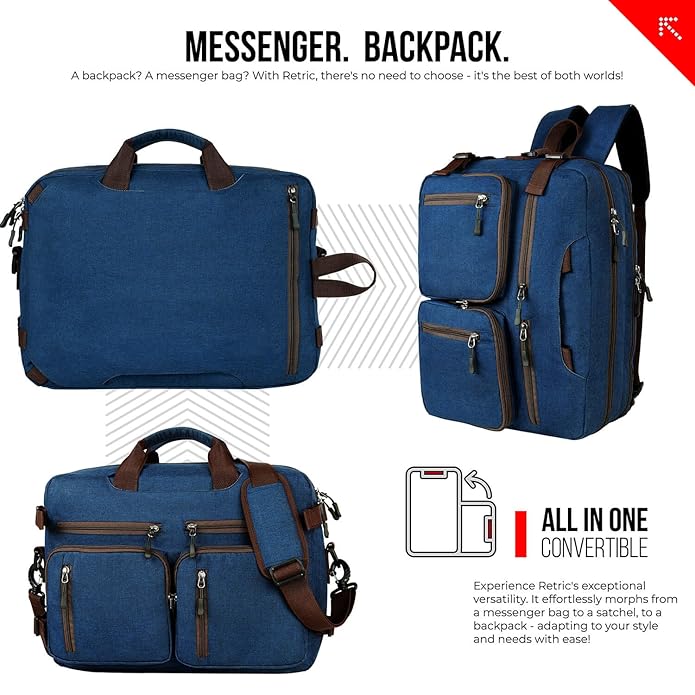 MESSENGER. BACKPACK.
A backpack? A messenger bag? With Retric, there's no need to choose - it's the best of both worlds!
ALL IN ONE
CONVERTIBLE
Experience Retric's exceptional
versatility. It effortlessly morphs from
a messenger bag to a satchel, to a
backpack - adapting to your style
and needs with ease!